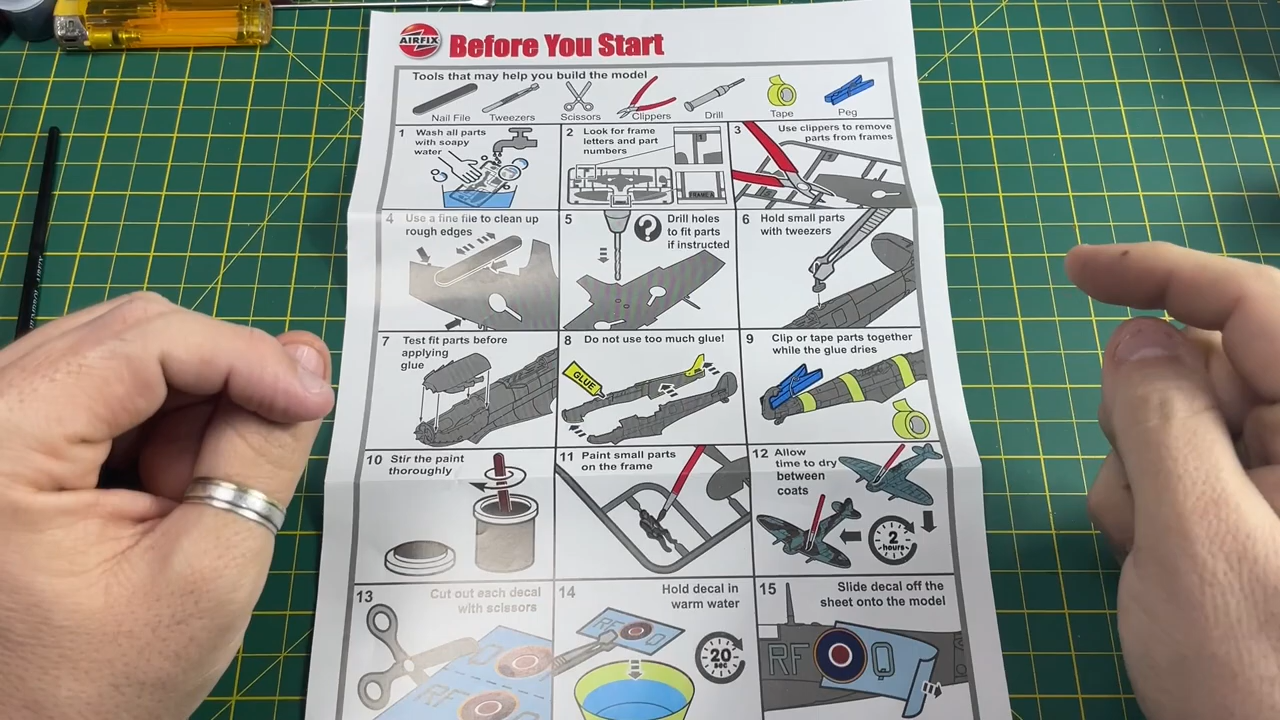 AIRFIX
Before You Start
Tools that may help you build the model
Nail File
Tweezers
Scissors
Clippers
Drill
Tape
Peg
1 Wash all parts
with soapy
water
2 Look for frame
letters and part
numbers
3 Use clippers to remove
parts from frames
4 Use a fine file to clean up
rough edges
5 Drill holes
to fit parts
if instructed
?
6 Hold small parts
with tweezers
7 Test fit parts before
applying
glue
8 Do not use too much glue!
GLUE
9 Clip or tape parts together
while the glue dries
10 Stir the paint
thoroughly
11 Paint small parts
on the frame
12 Allow
time to dry
between
coats
2
hours
13 Cut out each decal
with scissors
Q
RF
14 Hold decal in
warm water
RF Q
20
sec
15 Slide decal off the
sheet onto the model
RF Q